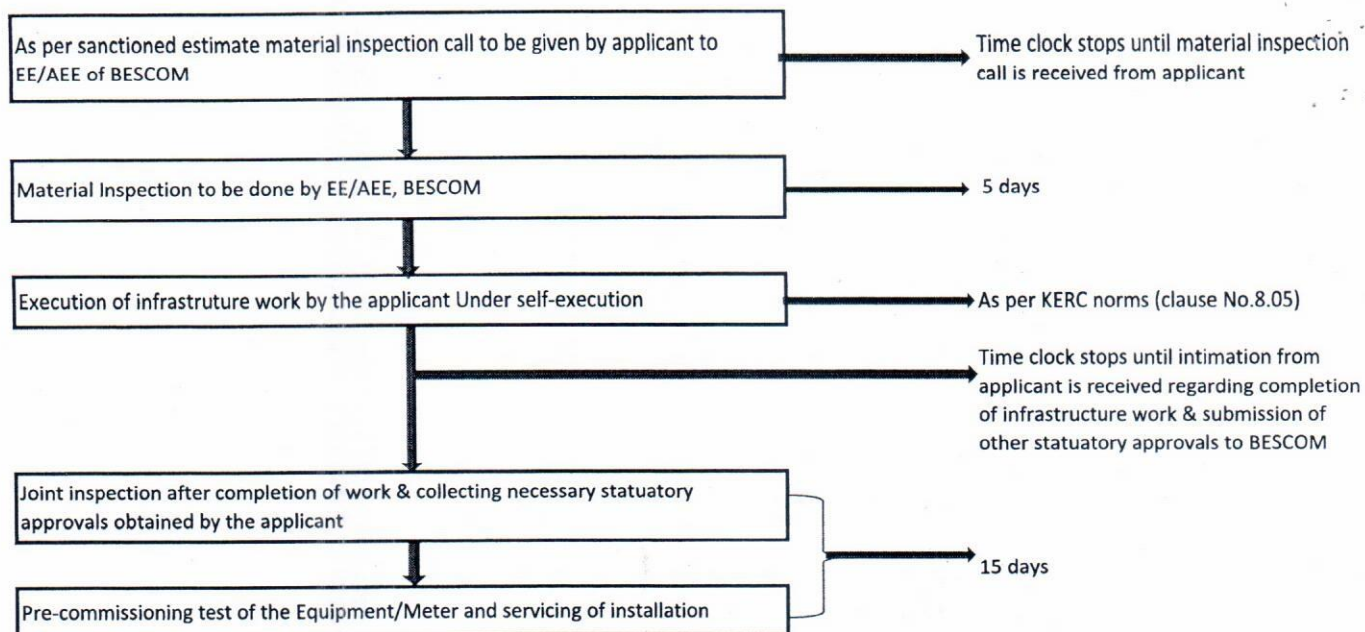 As per sanctioned estimate material inspection call to be given by applicant to
EE/AEE of BESCOM
Time clock stops until material inspection
call is received from applicant
Material Inspection to be done by EE/AEE, BESCOM
5 days
Execution of infrastruture work by the applicant Under self-execution
As per KERC norms (clause No.8.05)
Time clock stops until intimation from
applicant is received regarding completion
of infrastructure work & submission of
other statuatory approvals to BESCOM
Joint inspection after completion of work & collecting necessary statuatory
approvals obtained by the applicant
15 days
Pre-commissioning test of the Equipment/Meter and servicing of installation